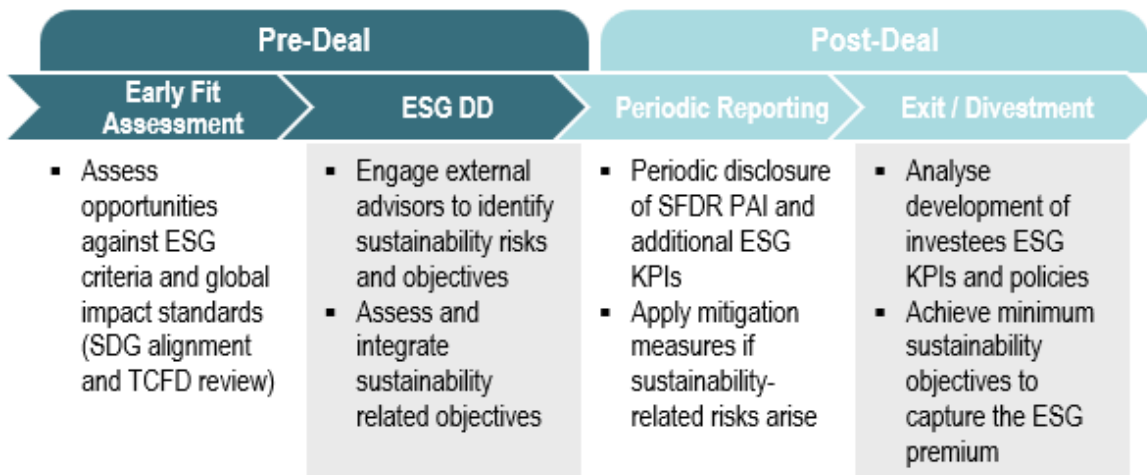 Pre-Deal
Post-Deal
Early Fit
Assessment
ESG DD
Periodic Reporting
Exit / Divestment
▪ Assess
opportunities
against ESG
criteria and global
impact standards
(SDG alignment
and TCFD review)
▪ Engage external
advisors to identify
sustainability risks
and objectives
▪ Assess and
integrate
sustainability
related objectives
▪ Periodic disclosure
of SFDR PAI and
additional ESG
KPIs
▪ Apply mitigation
measures if
sustainability-
related risks arise
▪ Analyse
development of
investees ESG
KPIs and policies
▪ Achieve minimum
sustainability
objectives to
capture the ESG
premium